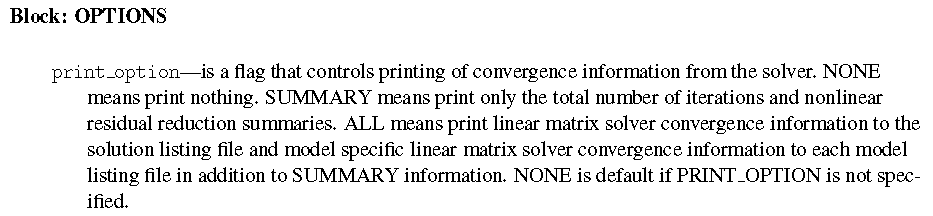 Block: OPTIONS
print_option—is a flag that controls printing of convergence information from the solver. NONE
means print nothing. SUMMARY means print only the total number of iterations and nonlinear
residual reduction summaries. ALL means print linear matrix solver convergence information to the
solution listing file and model specific linear matrix solver convergence information to each model
listing file in addition to SUMMARY information. NONE is default if PRINT_OPTION is not spec-
ified.